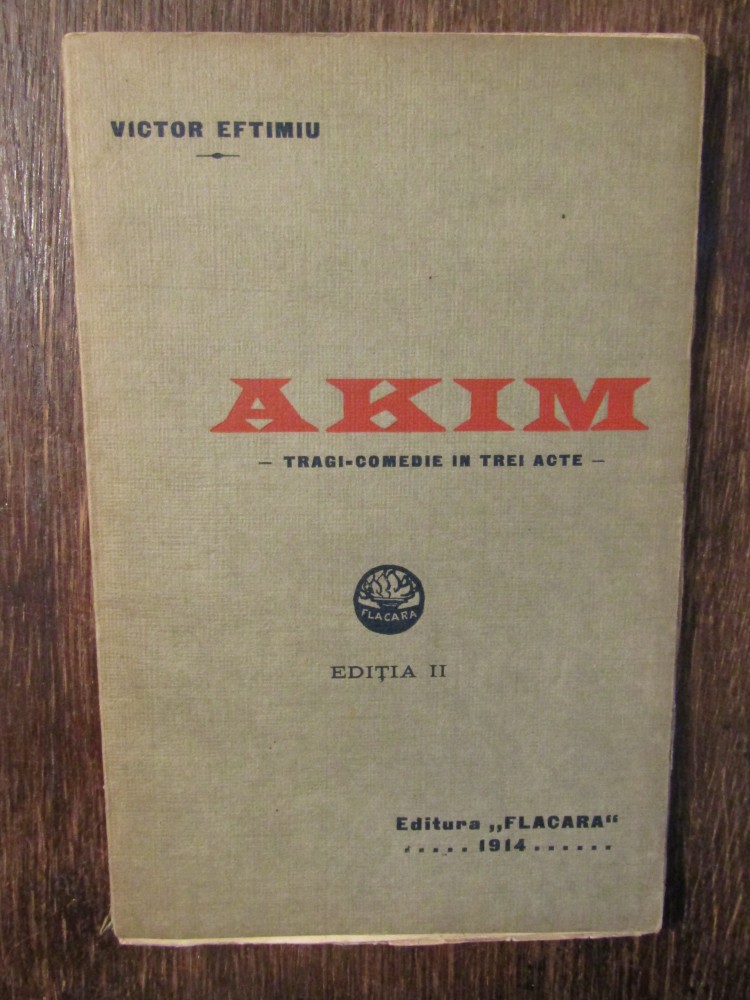 VICTOR EFTIMIU
AKIM
– TRAGI-COMEDIE IN TREI ACTE –
FLACARA
EDIȚIA II
Editura „FLACARA“
. . . . . 1914 . . . . . .